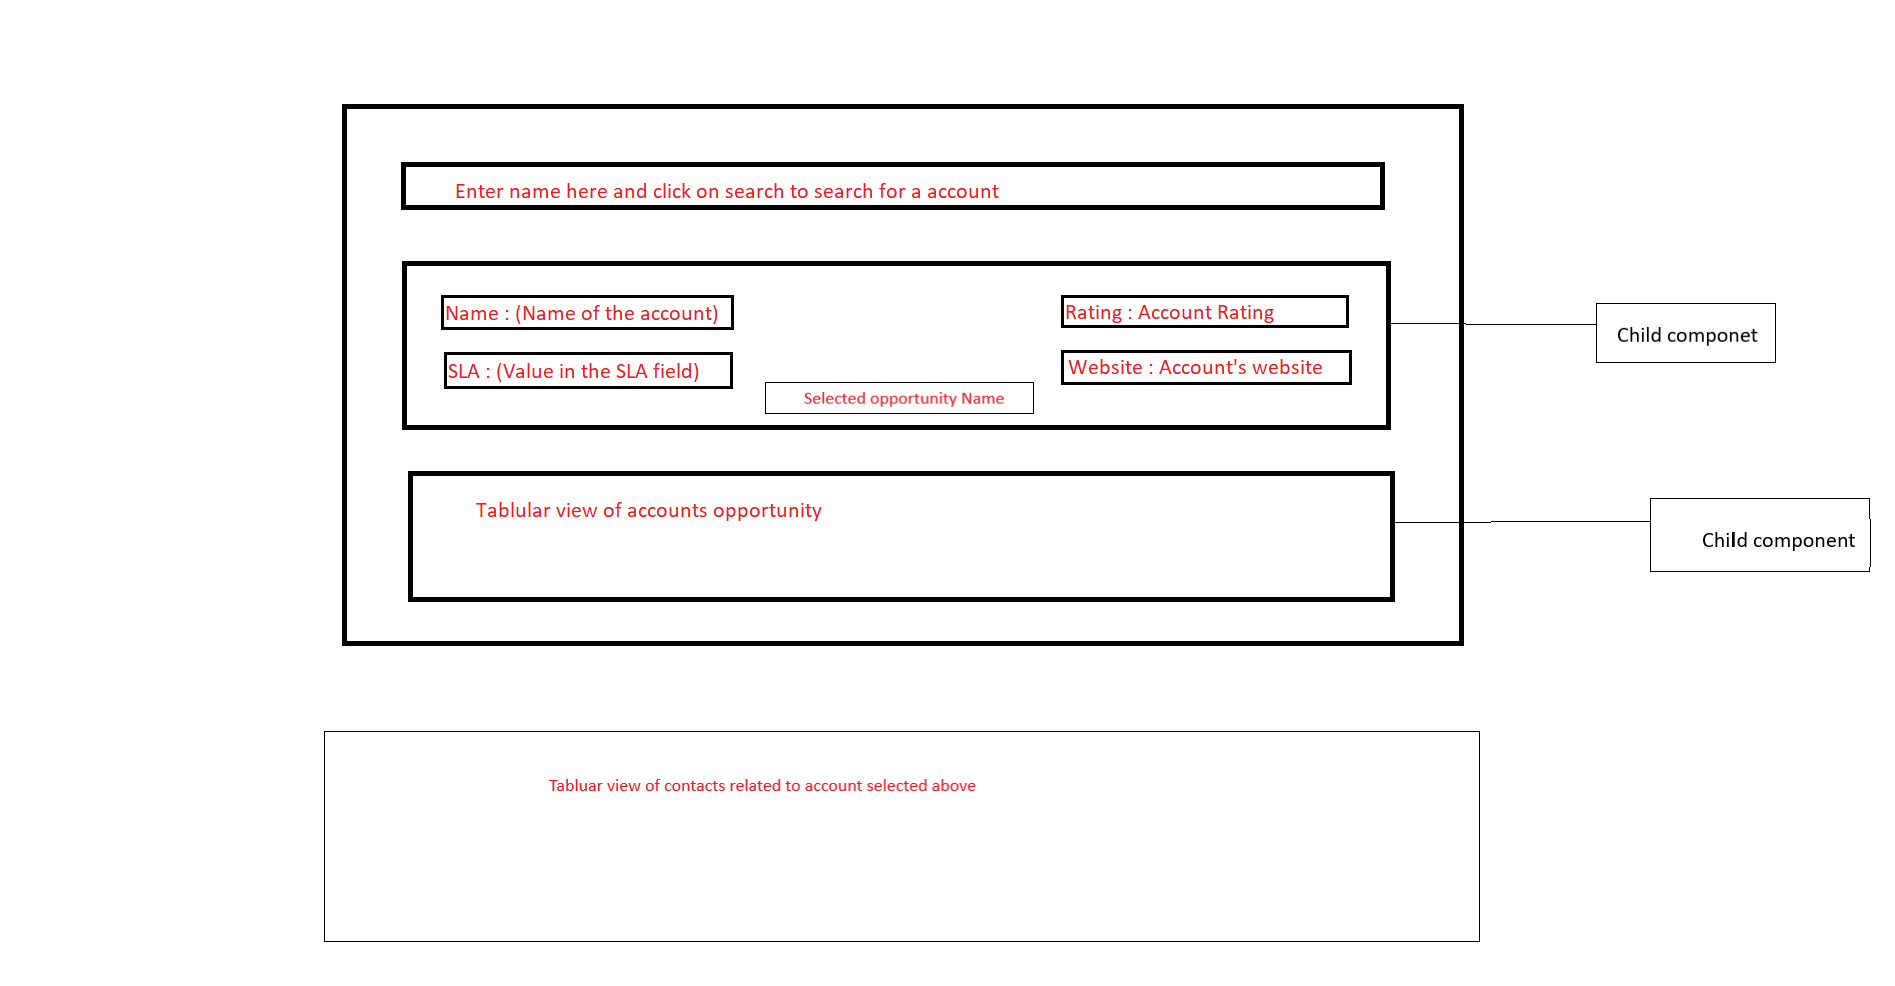 Enter name here and click on search to search for a account
Name : (Name of the account)
Rating : Account Rating
SLA : (Value in the SLA field)
Website : Account's website
Selected opportunity Name
Child componet
Tablular view of accounts opportunity
Child component
Tabluar view of contacts related to account selected above